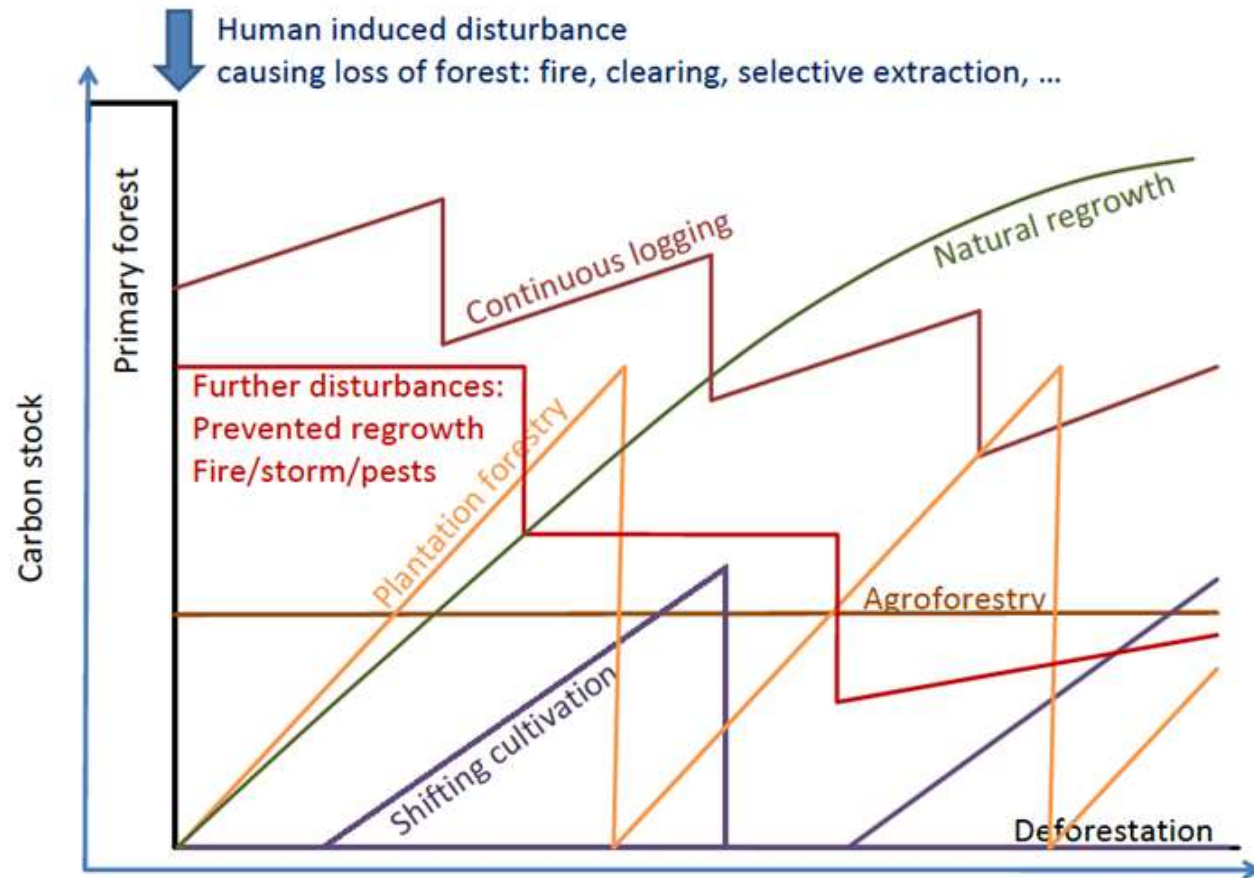 Human induced disturbance
causing loss of forest: fire, clearing, selective extraction, ...
Primary forest
Carbon stock
Continuous logging
Natural regrowth
Further disturbances:
Prevented regrowth
Fire/storm/pests
Plantation forestry
Agroforestry
Shifting cultivation
Deforestation